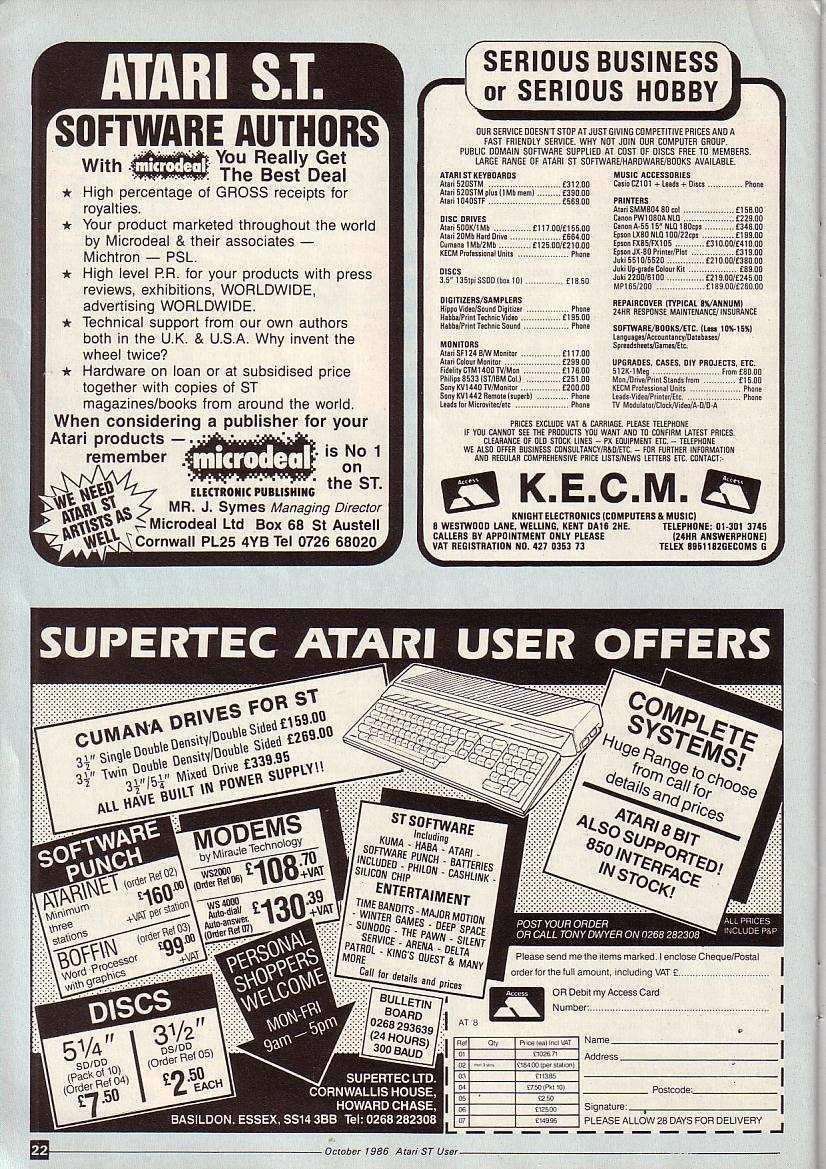 ATARI S.T.
SOFTWARE AUTHORS
With microdeal You Really Get
The Best Deal
★ High percentage of GROSS receipts for
royalties.
★ Your product marketed throughout the world
by Microdeal & their associates —
Michtron — PSL.
★ High level P.R. for your products with press
reviews, exhibitions, WORLDWIDE,
advertising WORLDWIDE.
★ Technical support from our own authors
both in the U.K. & U.S.A. Why invent the
wheel twice?
★ Hardware on loan or at subsidised price
together with copies of ST
magazines/books from around the world.
When considering a publisher for your
Atari products —
remember
microdeal
ELECTRONIC PUBLISHING
is No 1
on
the ST.
WE NEED
ATARI ST
ARTISTS AS
WELL
MR. J. Symes Managing Director
Microdeal Ltd Box 68 St Austell
Cornwall PL25 4YB Tel 0726 68020
SERIOUS BUSINESS
or SERIOUS HOBBY
OUR SERVICE DOESN'T STOP AT JUST GIVING COMPETITIVE PRICES AND A
FAST FRIENDLY SERVICE. WHY NOT JOIN OUR COMPUTER GROUP.
PUBLIC DOMAIN SOFTWARE SUPPLIED AT COST OF DISCS FREE TO MEMBERS.
LARGE RANGE OF ATARI ST SOFTWARE/HARDWARE/BOOKS AVAILABLE.
ATARI ST KEYBOARDS
Atari 520STM £312.00
Atari 520STM plus (1Mb mem) £390.00
Atari 1040STF £569.00
DISC DRIVES
Atari 500K/1Mb £117.00/£155.00
Atari 20Mb Hard Drive £664.00
Cumana 1Mb/2Mb £125.00/£210.00
KECM Professional Units Phone
DISCS
3.5" 135tpi SSDD (box 10) £18.50
DIGITIZERS/SAMPLERS
Hippo Video/Sound Digitizer Phone
Habba/Print Technic Video £195.00
Habba/Print Technic Sound Phone
MONITORS
Atari SF124 B/W Monitor £117.00
Atari Colour Monitor £299.00
Fidelity CTM1400 TV/Mon £176.00
Philips 8533 (ST/IBM Col.) £251.00
Sony KV1440 TV/Monitor £200.00
Sony KV1442 Remote (superb) Phone
Leads for Microvitec/etc Phone
MUSIC ACCESSORIES
Casio CZ101 + Leads + Discs Phone
PRINTERS
Atari SMM804 80 col £156.00
Canon PW1080A NLQ £229.00
Canon A-55 15" NLQ 180cps £346.00
Epson LX80 NLQ 100/22cps £199.00
Epson FX85/FX105 £310.00/£410.00
Epson JX-80 Printer/Plot £319.00
Juki 5510/5520 £210.00/£380.00
Juki Up-grade Colour Kit £89.00
Juki 2200/6100 £219.00/£245.00
MP165/200 £189.00/£260.00
REPAIRCOVER (TYPICAL 8%/ANNUM)
24HR RESPONSE MAINTENANCE/INSURANCE
SOFTWARE/BOOKS/ETC. (Less 10%-15%)
Languages/Accountancy/Databases/
Spreadsheets/Games/Etc.
UPGRADES, CASES, DIY PROJECTS, ETC.
512K-1Meg From £80.00
Mon./Drive/Print Stands from £15.00
KECM Professional Units Phone
Leads-Video/Printer/Etc. Phone
TV Modulator/Clock/Video/A-D/D-A
PRICES EXCLUDE VAT & CARRIAGE. PLEASE TELEPHONE
IF YOU CANNOT SEE THE PRODUCTS YOU WANT AND TO CONFIRM LATEST PRICES.
CLEARANCE OF OLD STOCK LINES – PX EQUIPMENT ETC. – TELEPHONE
WE ALSO OFFER BUSINESS CONSULTANCY/R&D/ETC. – FOR FURTHER INFORMATION
AND REGULAR COMPREHENSIVE PRICE LISTS/NEWS LETTERS ETC. CONTACT:-
Access K.E.C.M. Access
KNIGHT ELECTRONICS (COMPUTERS & MUSIC)
8 WESTWOOD LANE, WELLING, KENT DA16 2HE. TELEPHONE: 01-301 3745
CALLERS BY APPOINTMENT ONLY PLEASE (24HR ANSWERPHONE)
VAT REGISTRATION NO. 427 0353 73 TELEX 8951182GECOMS G
SUPERTEC ATARI USER OFFERS
CUMANA DRIVES FOR ST
3½" Single Double Density/Double Sided £159.00
3½" Twin Double Density/Double Sided £269.00
3½"/5¼" Mixed Drive £339.95
ALL HAVE BUILT IN POWER SUPPLY!!
COMPLETE
SYSTEMS!
Huge Range to choose
from call for
details and prices
ATARI 8 BIT
ALSO SUPPORTED!
850 INTERFACE
IN STOCK!
SOFTWARE
PUNCH
ATARINET (order Ref 02)
Minimum
three
stations
£160.00
+VAT per station
BOFFIN (order Ref 03)
Word Processor
with graphics
£99.00
+VAT
MODEMS
by Miracle Technology
WS2000
(Order Ref 06)
£108.70
+VAT
WS 4000
Auto-dial/
Auto-answer.
(Order Ref 07)
£130.39
+VAT
ST SOFTWARE
Including
KUMA - HABA - ATARI -
SOFTWARE PUNCH - BATTERIES
INCLUDED - PHILON - CASHLINK -
SILICON CHIP
ENTERTAIMENT
TIME BANDITS - MAJOR MOTION
- WINTER GAMES - DEEP SPACE
- SUNDOG - THE PAWN - SILENT
SERVICE - ARENA - DELTA
PATROL - KING'S QUEST & MANY
MORE
Call for details and prices
PERSONAL
SHOPPERS
WELCOME
MON-FRI
9am — 5pm
DISCS
5¼"
SD/DD
(Pack of 10)
(Order Ref 04)
£7.50
3½"
DS/DD
(Order Ref 05)
£2.50
EACH
BULLETIN
BOARD
0268 293639
(24 HOURS)
300 BAUD
SUPERTEC LTD.
CORNWALLIS HOUSE,
HOWARD CHASE,
BASILDON, ESSEX, SS14 3BB Tel: 0268 282308
POST YOUR ORDER
OR CALL TONY DWYER ON 0268 282308
ALL PRICES
INCLUDE P&P
Please send me the items marked. I enclose Cheque/Postal
order for the full amount, including VAT £
Access
OR Debit my Access Card
Number:
AT '8
Ref Qty Price (ea) Incl VAT
01 £1026.71
02 £184.00 (per station)
03 £113.85
04 £7.50 (Pkt 10)
05 £2.50
06 £125.00
07 £149.95
Name
Address
Postcode:
Signature:
PLEASE ALLOW 28 DAYS FOR DELIVERY
22 October 1986 Atari ST User